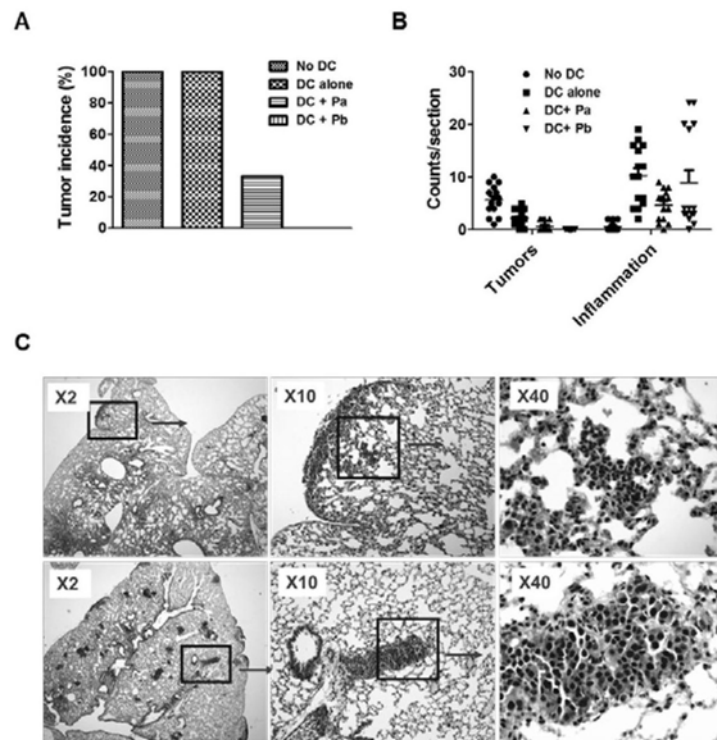 A
Tumor incidence (%)
100
80
60
40
20
0
No DC
DC alone
DC + Pa
DC + Pb
B
Counts/section
30
20
10
0
No DC
DC alone
DC+ Pa
DC+ Pb
Tumors
Inflammation
C
X2
X10
X40
X2
X10
X40